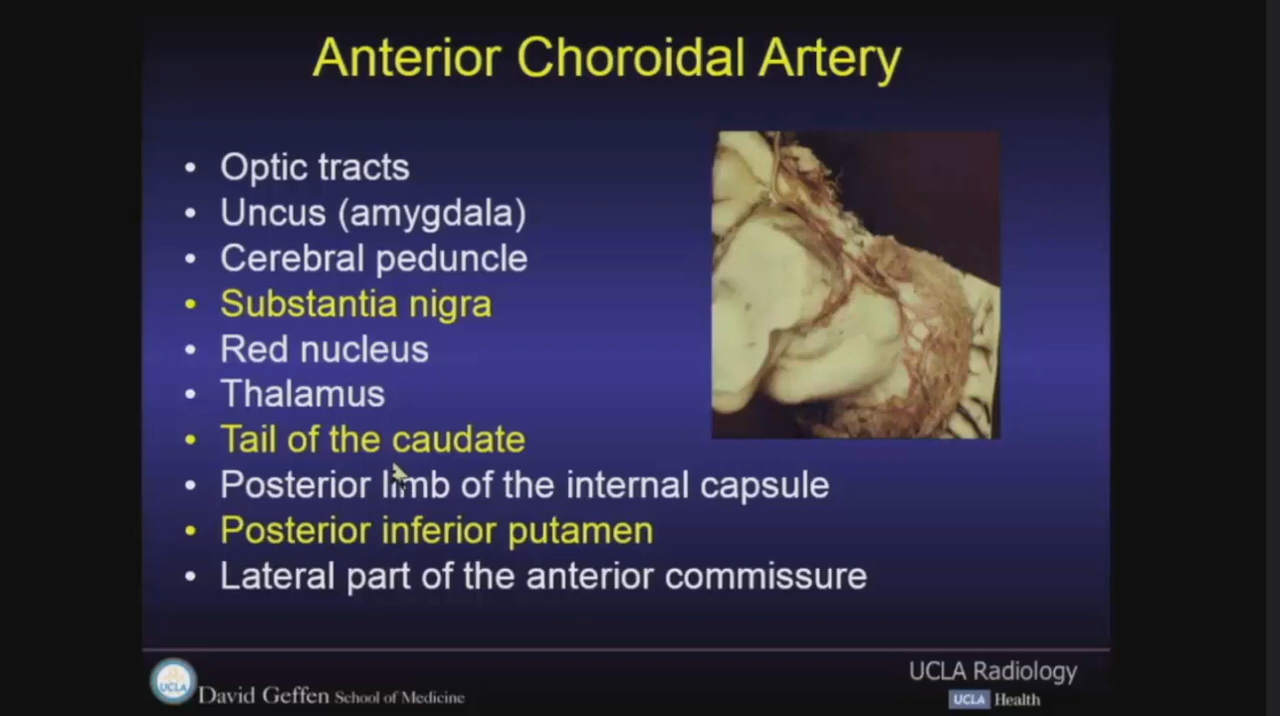 Anterior Choroidal Artery
• Optic tracts
• Uncus (amygdala)
• Cerebral peduncle
• Substantia nigra
• Red nucleus
• Thalamus
• Tail of the caudate
• Posterior limb of the internal capsule
• Posterior inferior putamen
• Lateral part of the anterior commissure
UCLA
David Geffen School of Medicine
UCLA Radiology
UCLA Health